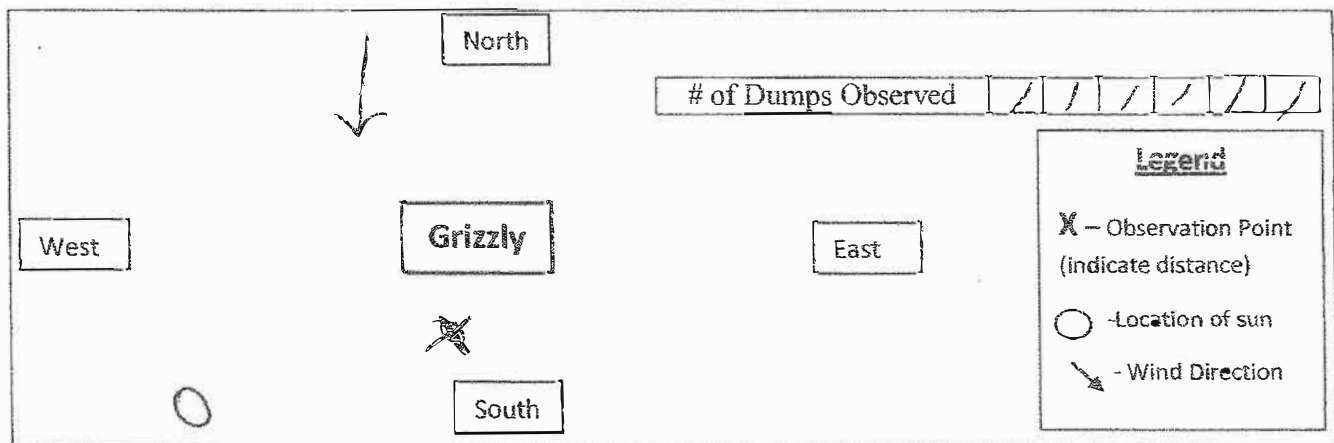 North
# of Dumps Observed / / / / / /
Legend
West
Grizzly
East
X – Observation Point
(indicate distance)
-Location of sun
- Wind Direction
South